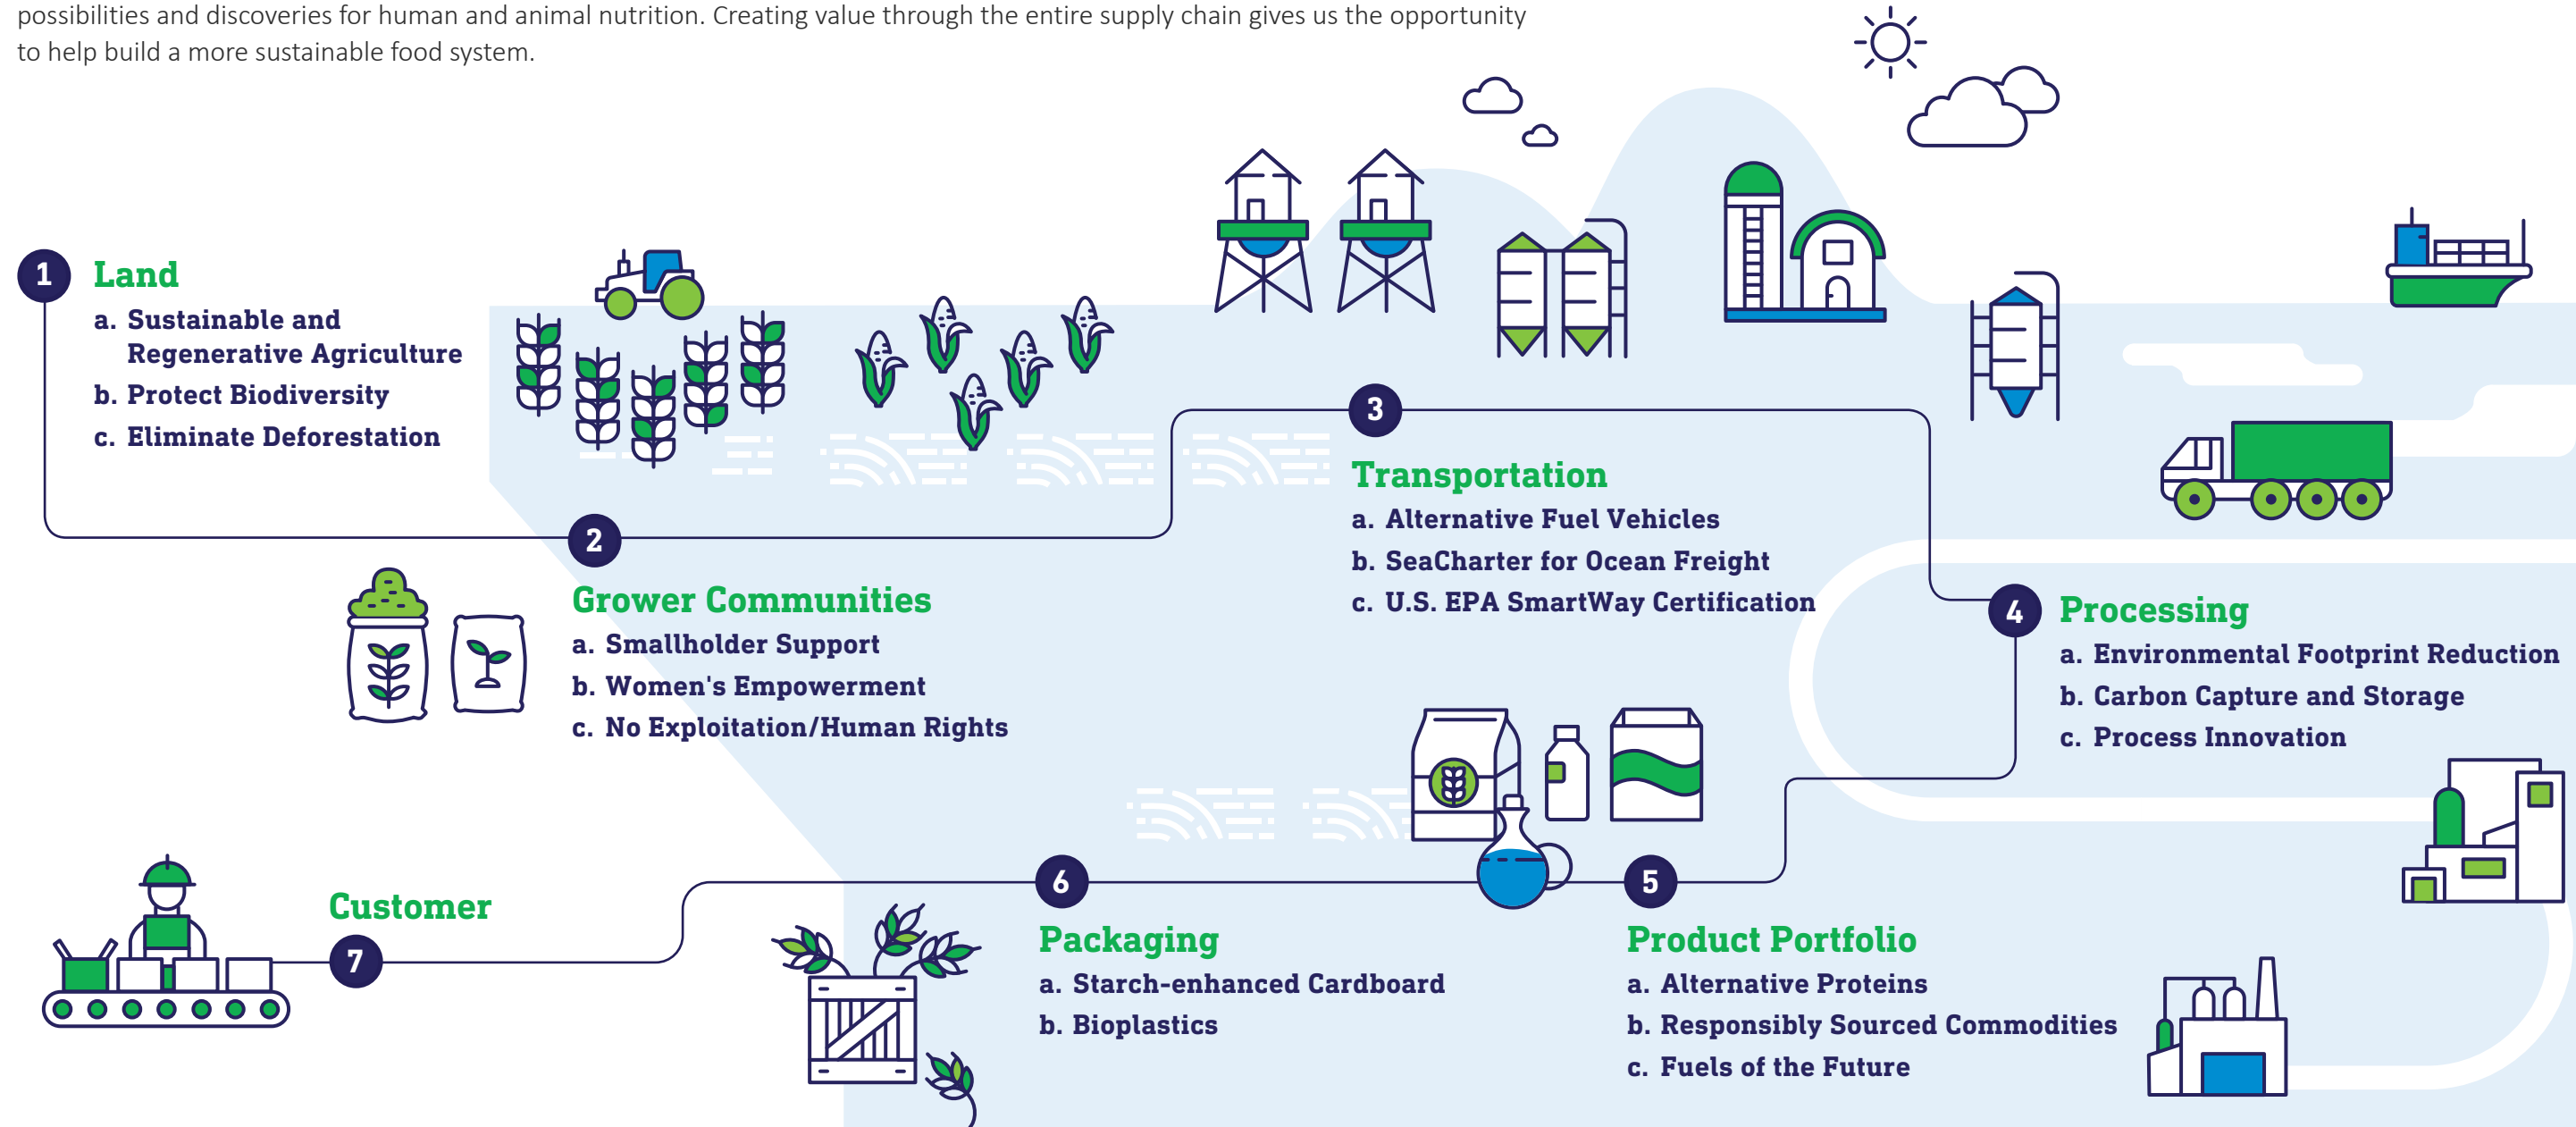 possibilities and discoveries for human and animal nutrition. Creating value through the entire supply chain gives us the opportunity
to help build a more sustainable food system.
1
Land
a. Sustainable and
Regenerative Agriculture
b. Protect Biodiversity
c. Eliminate Deforestation
2
Grower Communities
a. Smallholder Support
b. Women's Empowerment
c. No Exploitation/Human Rights
3
Transportation
a. Alternative Fuel Vehicles
b. SeaCharter for Ocean Freight
c. U.S. EPA SmartWay Certification
4
Processing
a. Environmental Footprint Reduction
b. Carbon Capture and Storage
c. Process Innovation
5
Product Portfolio
a. Alternative Proteins
b. Responsibly Sourced Commodities
c. Fuels of the Future
6
Packaging
a. Starch-enhanced Cardboard
b. Bioplastics
Customer
7